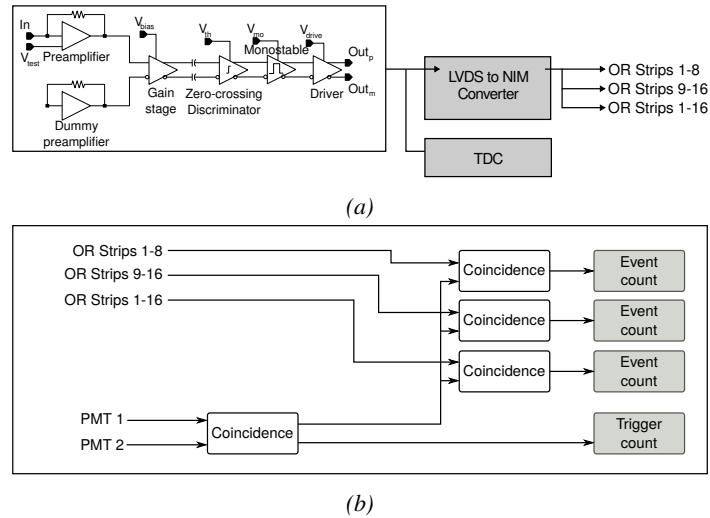 In
V_test
Preamplifier
Dummy
preamplifier
V_bias
Gain
stage
V_th
Zero-crossing
Discriminator
V_mo
Monostable
V_drive
Driver
Out_p
Out_m
LVDS to NIM
Converter
TDC
OR Strips 1-8
OR Strips 9-16
OR Strips 1-16
(a)
OR Strips 1-8
OR Strips 9-16
OR Strips 1-16
PMT 1
PMT 2
Coincidence
Coincidence
Coincidence
Coincidence
Event
count
Event
count
Event
count
Trigger
count
(b)